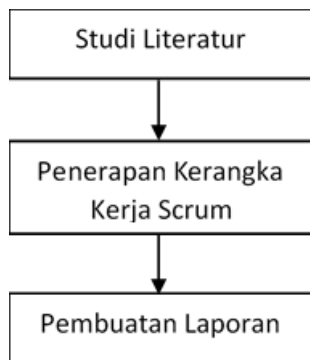 Studi Literatur
Penerapan Kerangka
Kerja Scrum
Pembuatan Laporan